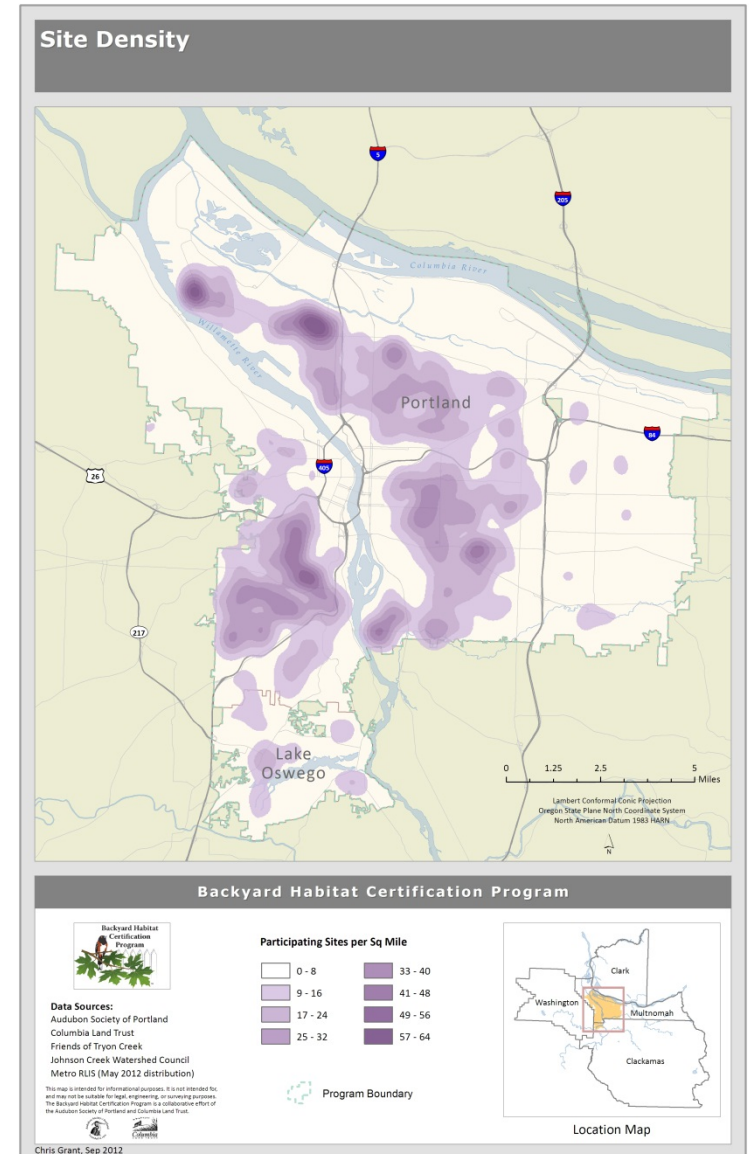 Site Density
5
205
Columbia River
Willamette River
Portland
84
405
26
217
Lake
Oswego
0 1.25 2.5 5
Miles
Lambert Conformal Conic Projection
Oregon State Plane North Coordinate System
North American Datum 1983 HARN
N
Backyard Habitat Certification Program
Backyard Habitat
Certification
Program
Data Sources:
Audubon Society of Portland
Columbia Land Trust
Friends of Tryon Creek
Johnson Creek Watershed Council
Metro RLIS (May 2012 distribution)
This map is intended for informational purposes. It is not intended for,
and may not be suitable for legal, engineering, or surveying purposes.
The Backyard Habitat Certification Program is a collaborative effort of
the Audubon Society of Portland and Columbia Land Trust.
Columbia
Participating Sites per Sq Mile
0 - 8
9 - 16
17 - 24
25 - 32
33 - 40
41 - 48
49 - 56
57 - 64
Program Boundary
Clark
Washington
Multnomah
Clackamas
Location Map
Chris Grant, Sep 2012